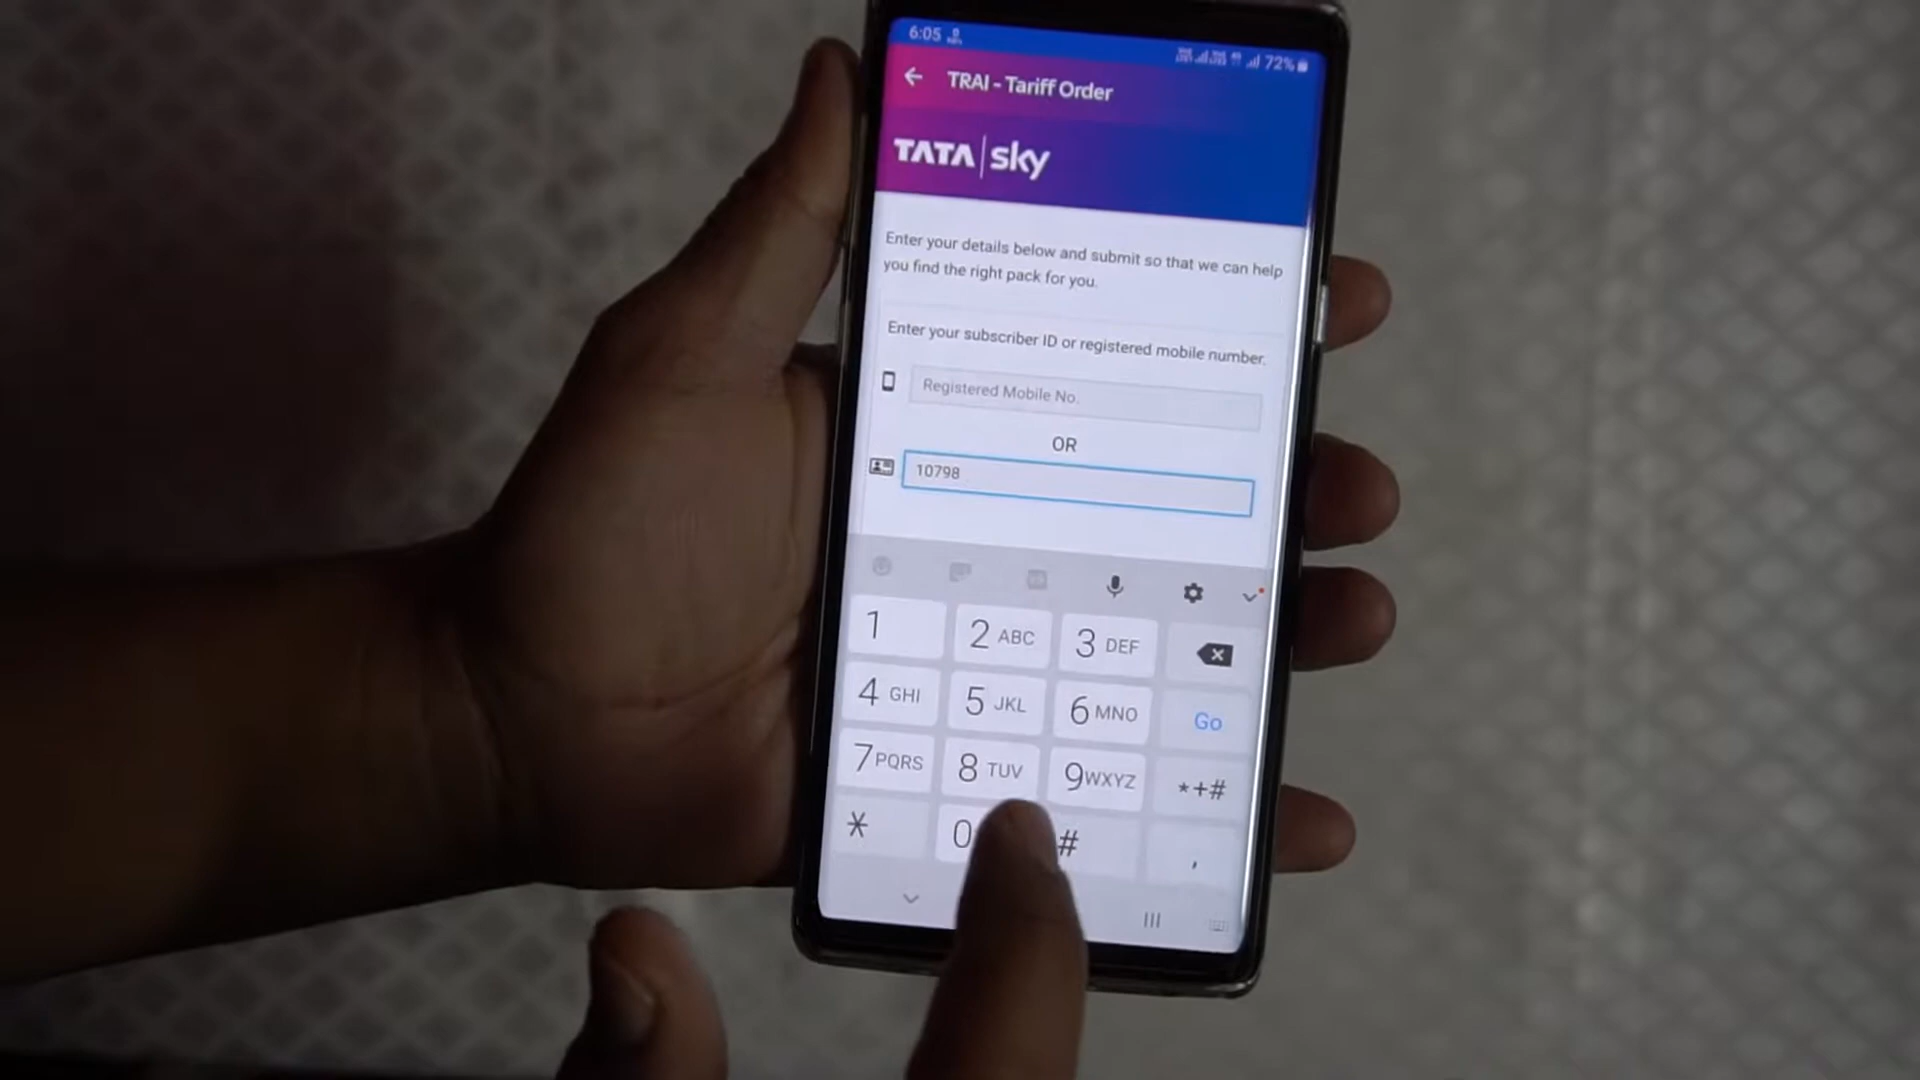 6:05
72%
TRAI - Tariff Order
TATA sky
Enter your details below and submit so that we can help
you find the right pack for you.
Enter your subscriber ID or registered mobile number.
Registered Mobile No.
OR
10798
1 2 ABC 3 DEF
4 GHI 5 JKL 6 MNO Go
7 PQRS 8 TUV 9 WXYZ *+#
* 0 # ,